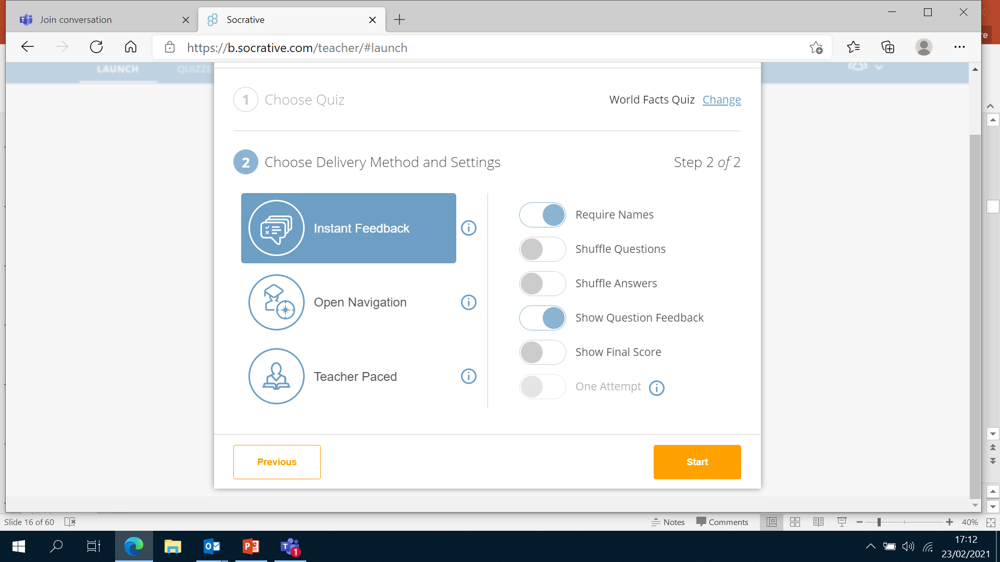 Join conversation
Socrative
https://b.socrative.com/teacher/#launch
LAUNCH
QUIZZE
1 Choose Quiz
World Facts Quiz Change
2 Choose Delivery Method and Settings
Step 2 of 2
Instant Feedback
Open Navigation
Teacher Paced
Require Names
Shuffle Questions
Shuffle Answers
Show Question Feedback
Show Final Score
One Attempt
Previous
Start
re
Slide 16 of 60
Notes
Comments
40%
1
17:12
23/02/2021